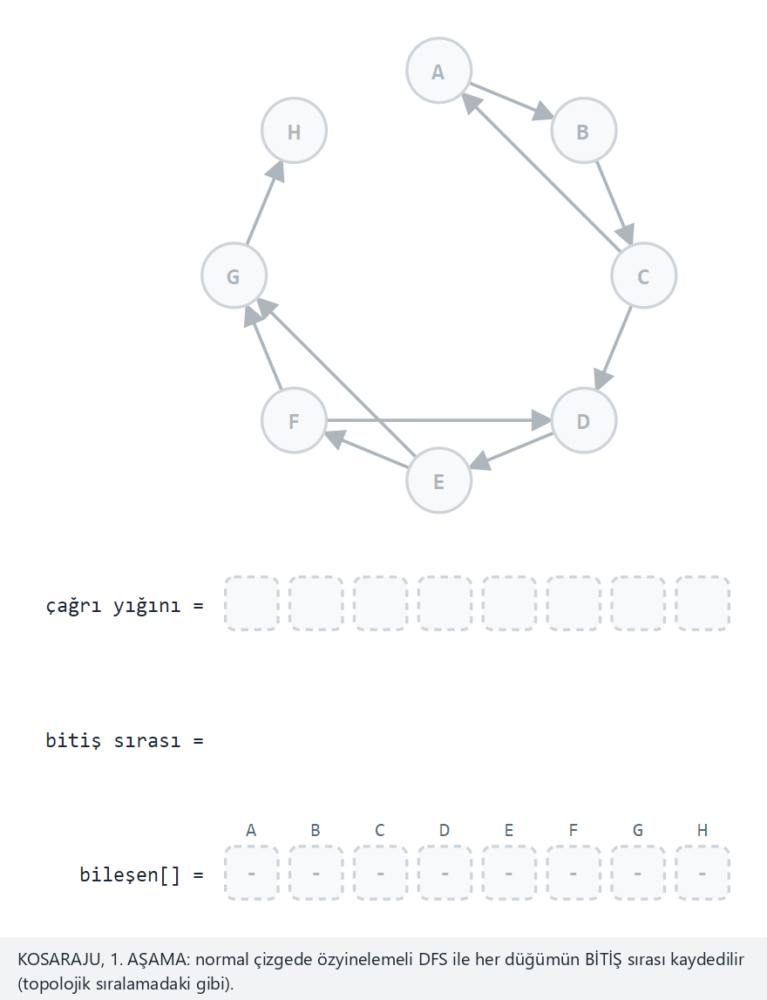 A
H
B
G
C
F
D
E
çağrı yığını =
bitiş sırası =
A B C D E F G H
bileşen[] = - - - - - - - -
KOSARAJU, 1. AŞAMA: normal çizgede özyinelemeli DFS ile her düğümün BİTİŞ sırası kaydedilir
(topolojik sıralamadaki gibi).